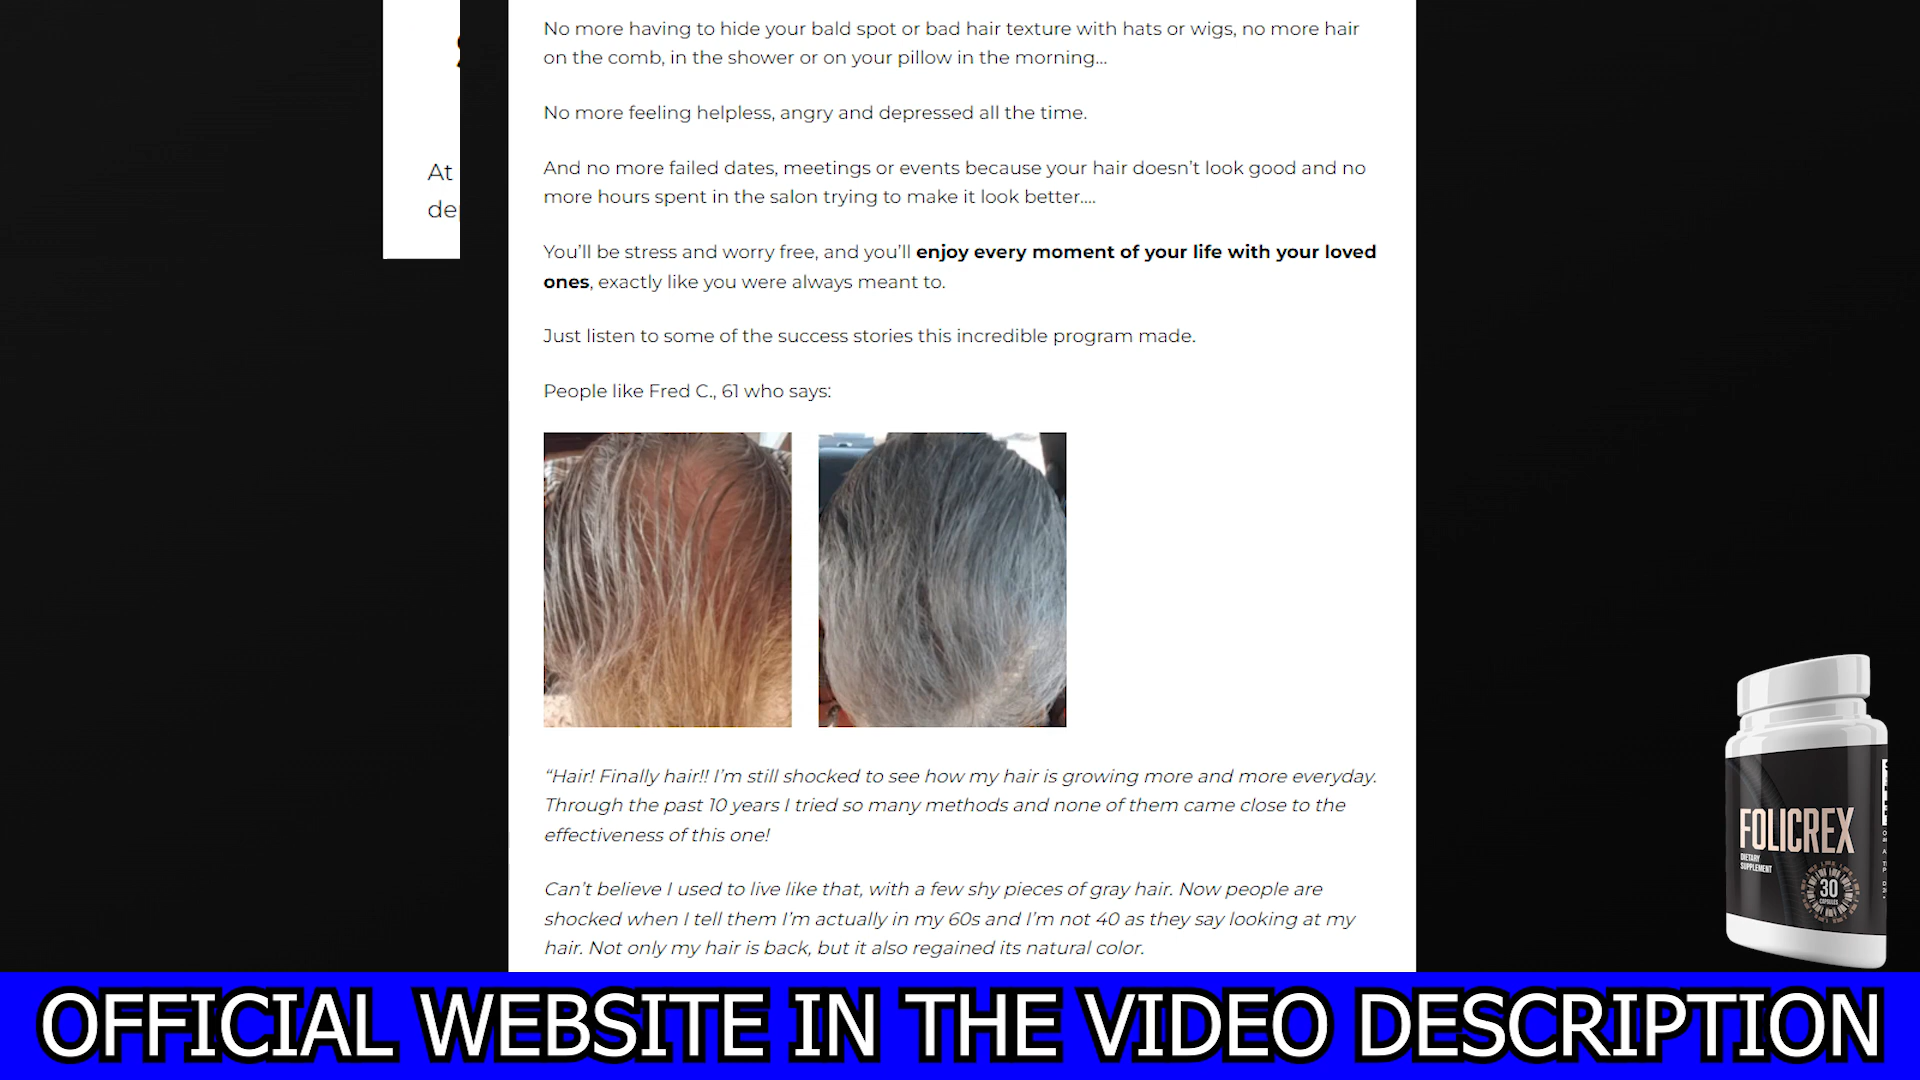 No more having to hide your bald spot or bad hair texture with hats or wigs, no more hair
on the comb, in the shower or on your pillow in the morning...
No more feeling helpless, angry and depressed all the time.
And no more failed dates, meetings or events because your hair doesn't look good and no
more hours spent in the salon trying to make it look better....
You'll be stress and worry free, and you'll enjoy every moment of your life with your loved
ones, exactly like you were always meant to.
Just listen to some of the success stories this incredible program made.
People like Fred C., 61 who says:
"Hair! Finally hair!! I'm still shocked to see how my hair is growing more and more everyday.
Through the past 10 years I tried so many methods and none of them came close to the
effectiveness of this one!
Can't believe I used to live like that, with a few shy pieces of gray hair. Now people are
shocked when I tell them I'm actually in my 60s and I'm not 40 as they say looking at my
hair. Not only my hair is back, but it also regained its natural color.
At
de
FOLICREX
DIETARY
SUPPLEMENT
30
CAPSULES
OFFICIAL WEBSITE IN THE VIDEO DESCRIPTION